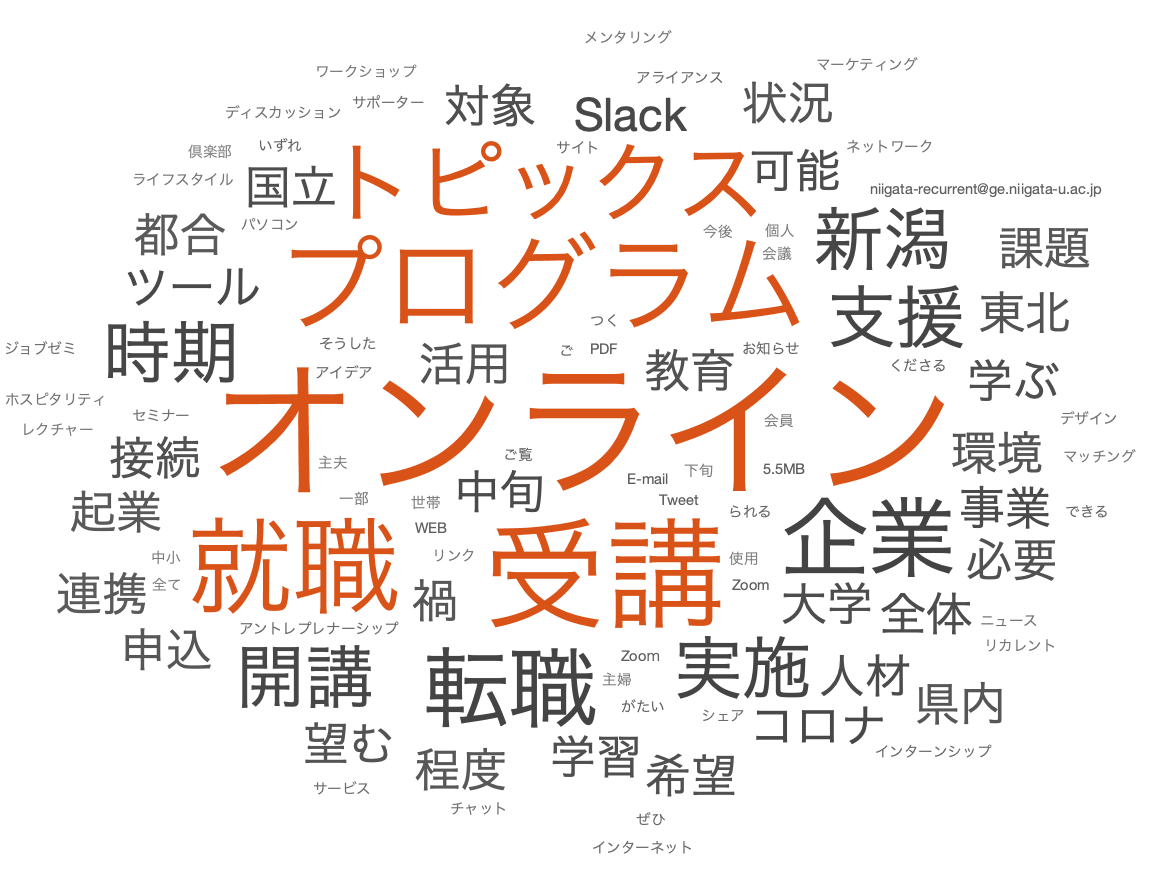 メンタリング
マーケティング
ワークショップ
アライアンス
サポーター
対象
Slack
状況
ディスカッション
いずれ
サイト
ネットワーク
倶楽部
国立
トピックス
可能
ライフスタイル
niigata-recurrent@ge.niigata-u.ac.jp
パソコン
都合
今後
個人
会議
新潟
課題
ツール
プログラム
支援
東北
つく
時期
ジョブゼミ
そうした
活用
ご
PDF
教育
お知らせ
くださる
アイデア
学ぶ
ホスピタリティ
セミナー
レクチャー
オンライン
会員
デザイン
接続
主夫
ご覧
環境
マッチング
中旬
E-mail
下旬
5.5MB
一部
世帯
Tweet
起業
WEB
られる
事業
できる
就職
受講
企業
中小
リンク
使用
必要
連携
全て
禍
Zoom
大学
全体
ニュース
アントレプレナーシップ
申込
リカレント
開講
転職
Zoom
主婦
実施
人材
がたい
シェア
コロナ
県内
望む
インターンシップ
程度
学習
希望
サービス
チャット
ぜひ
インターネット